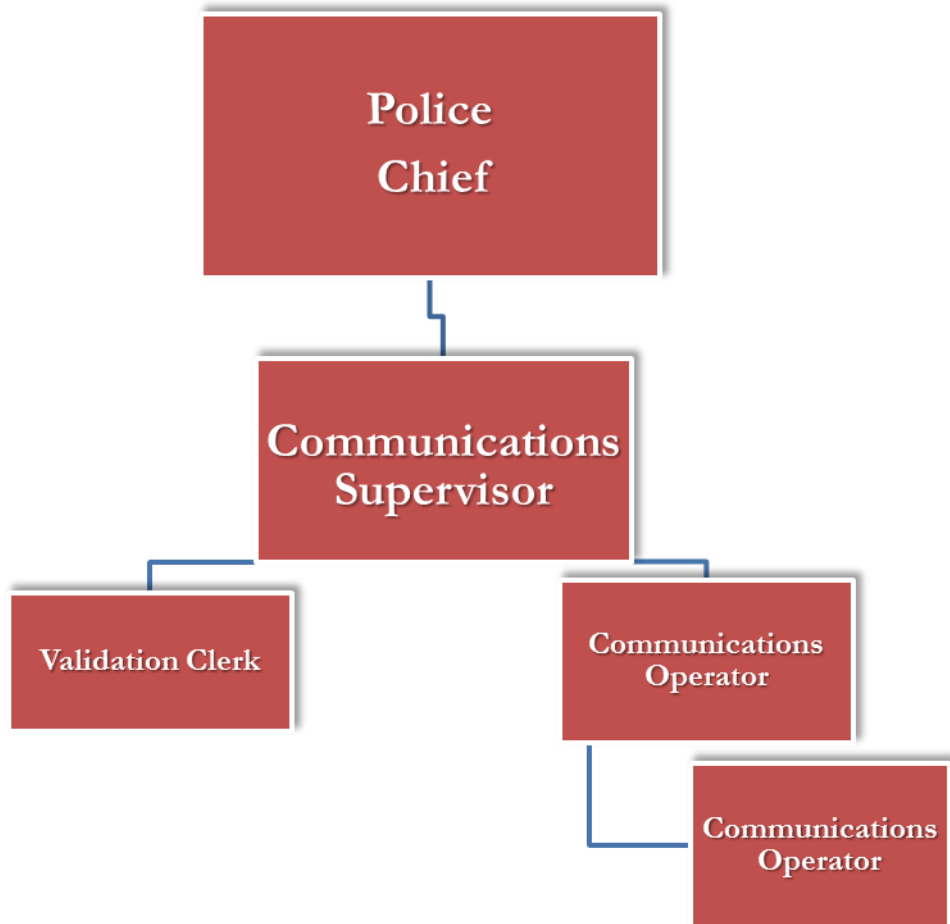 Police
Chief
Communications
Supervisor
Validation Clerk
Communications
Operator
Communications
Operator